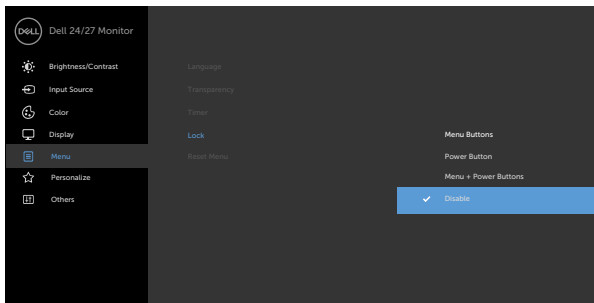 DELL
Dell 24/27 Monitor
Brightness/Contrast
Input Source
Color
Display
Menu
Personalize
Others
Language
Transparency
Timer
Lock
Reset Menu
Menu Buttons
Power Button
Menu + Power Buttons
Disable